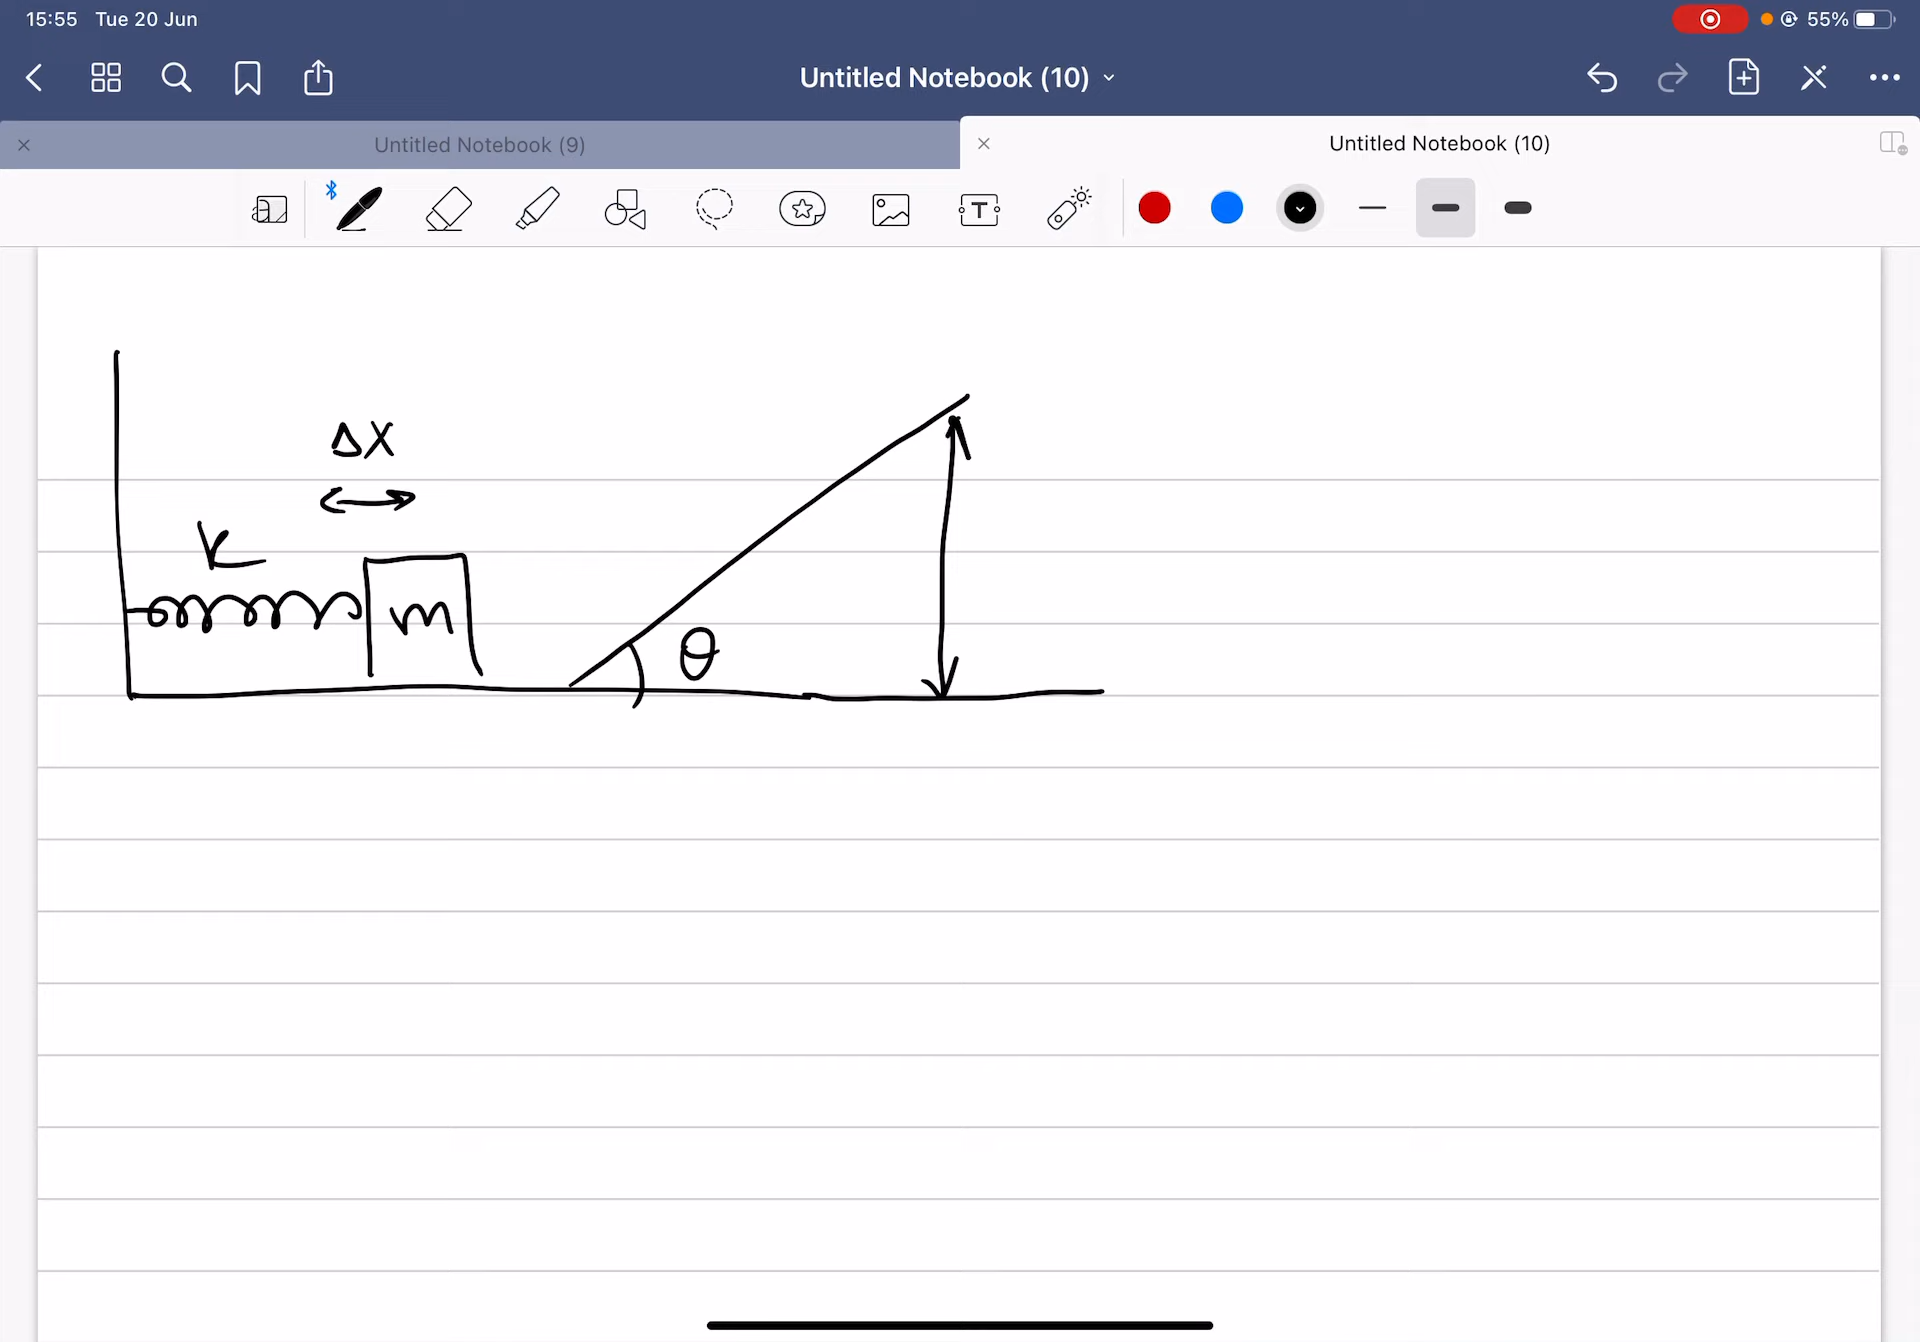 15:55 Tue 20 Jun
55%
Untitled Notebook (10)
Untitled Notebook (9)
Untitled Notebook (10)
a
T
Δx
k
m
θ